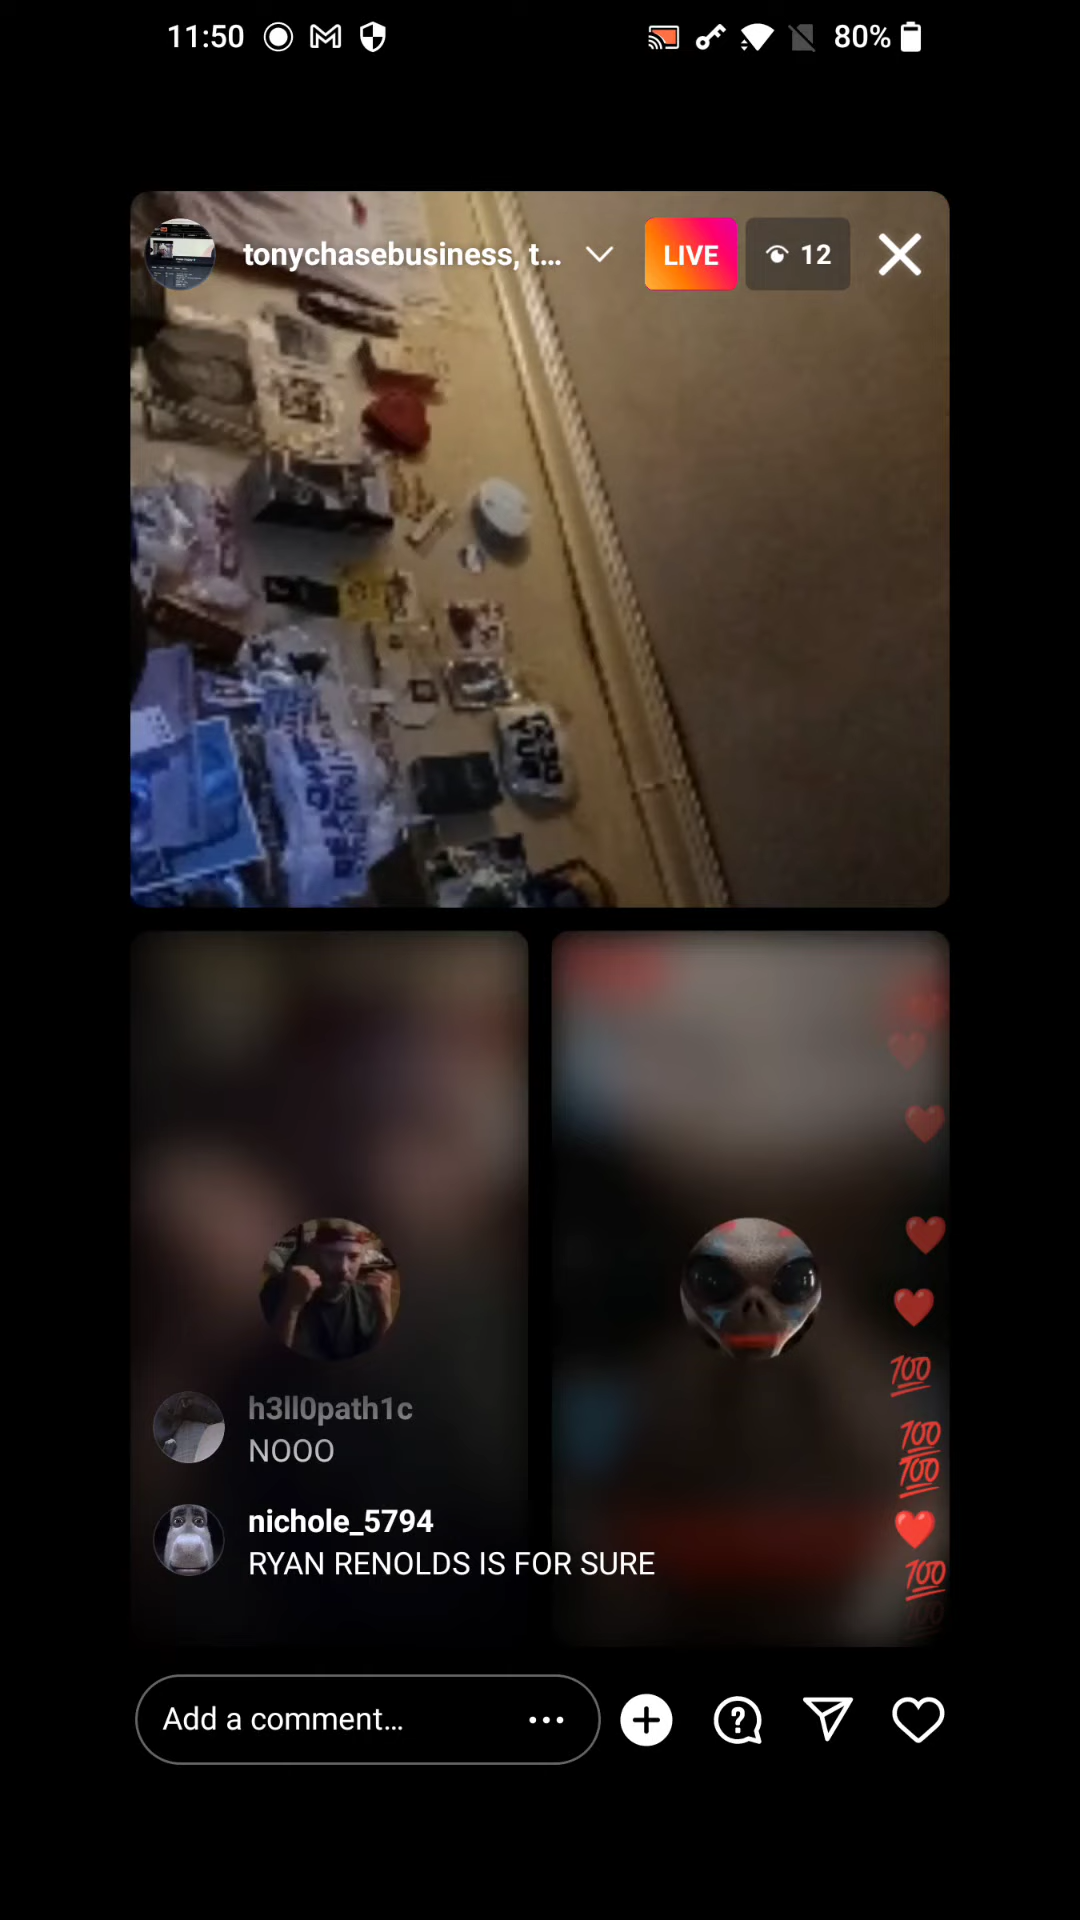 11:50
80%
tonychasebusiness, t...
LIVE
12
h3ll0path1c
NOOO
nichole_5794
RYAN RENOLDS IS FOR SURE
Add a comment...